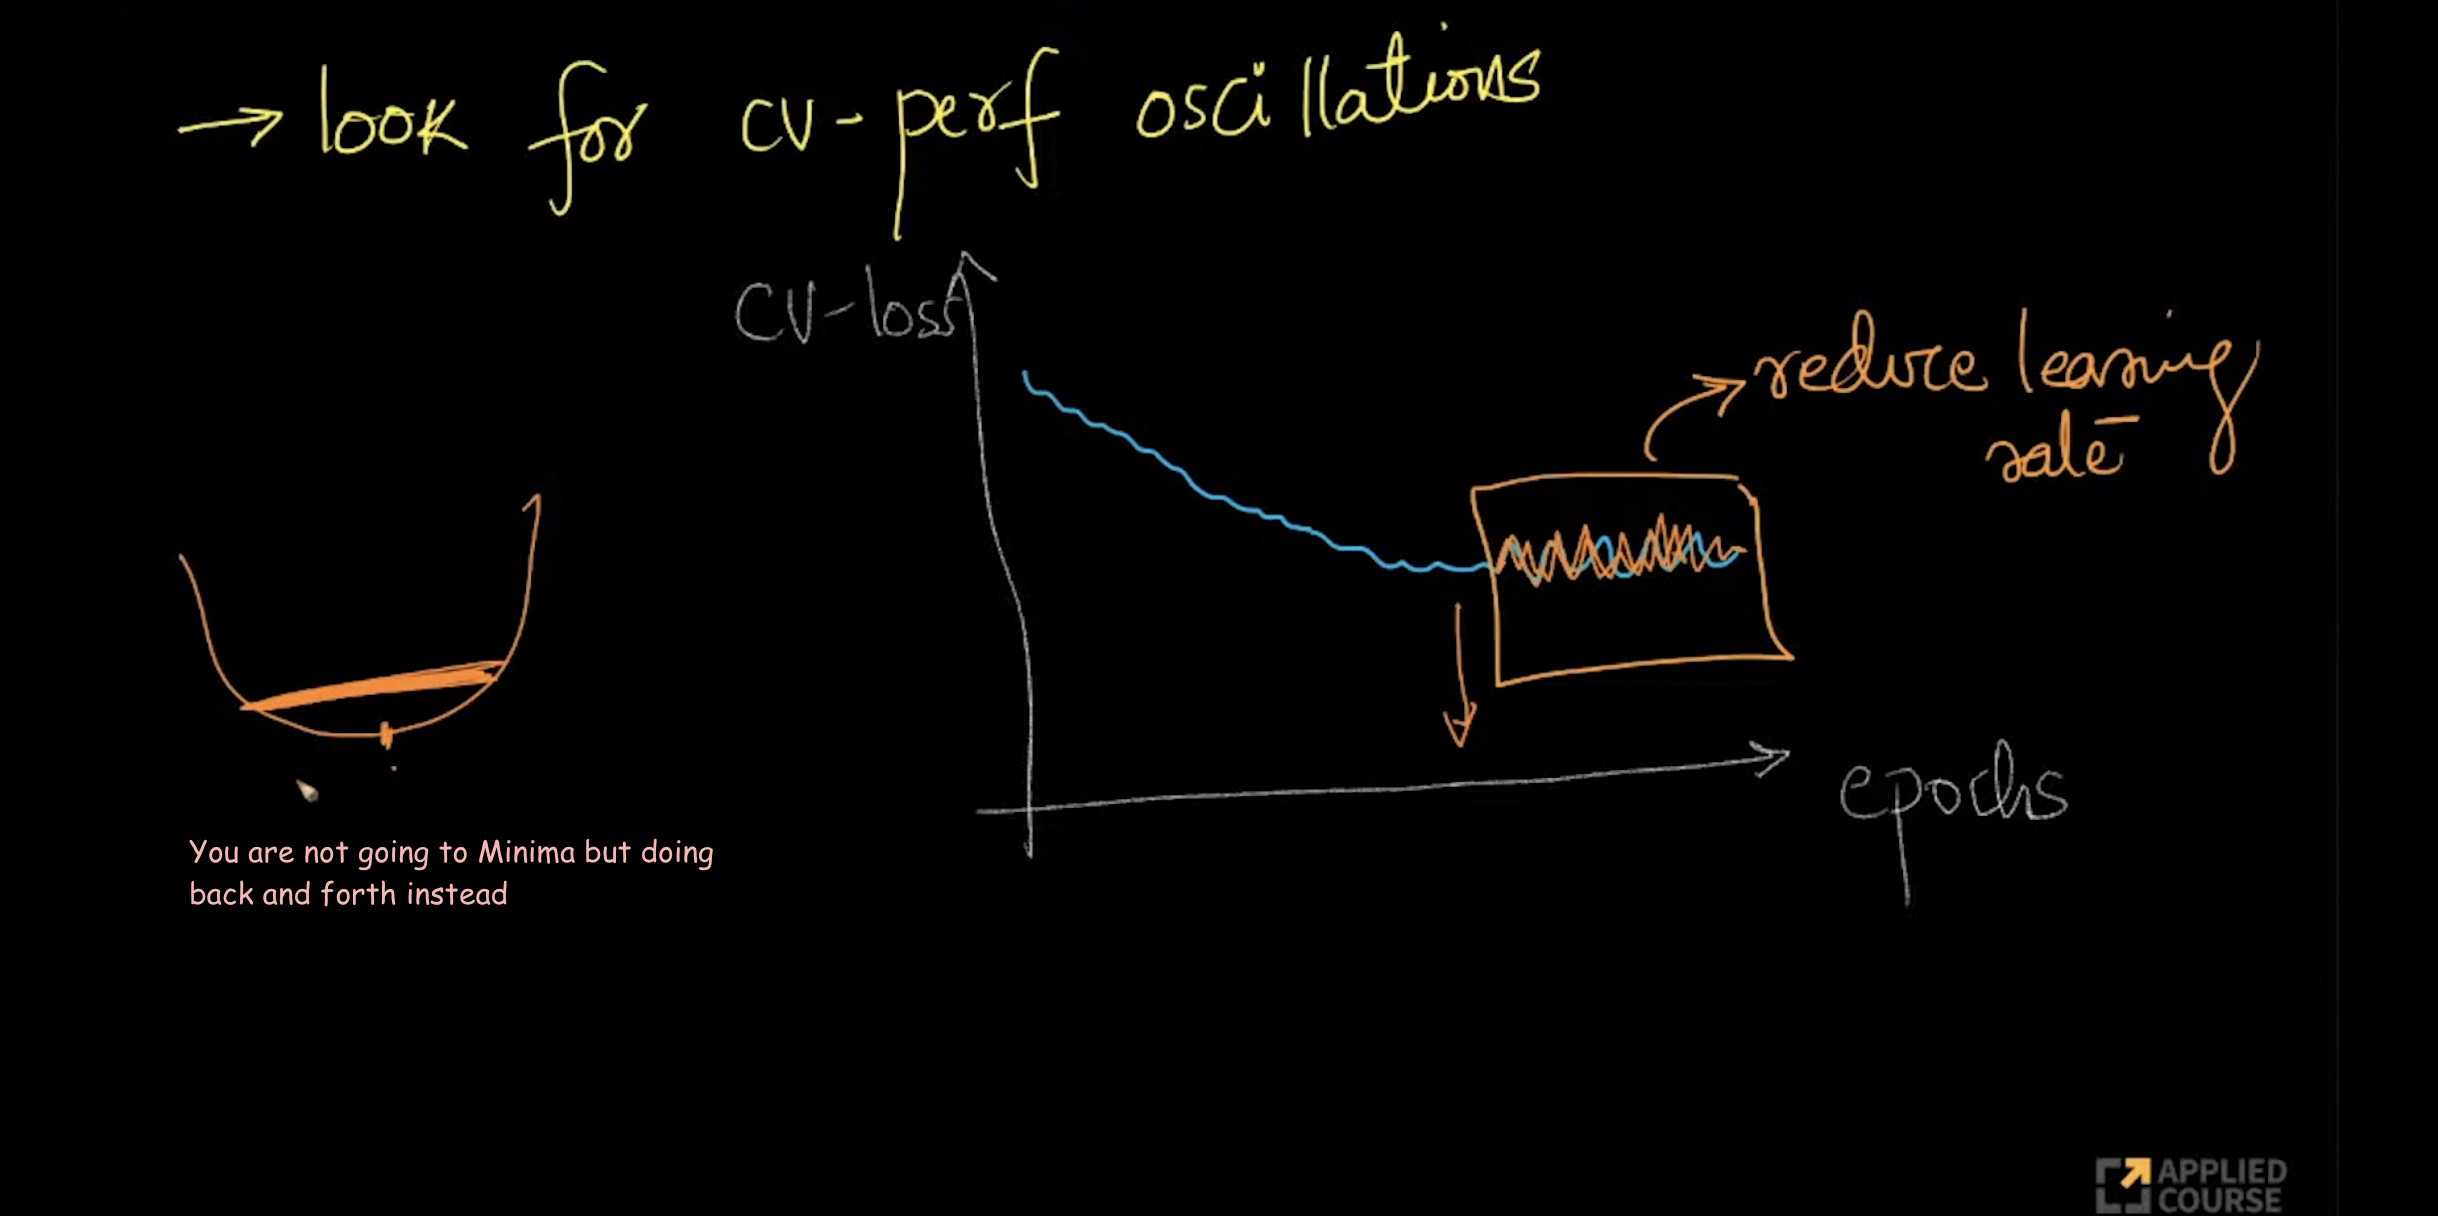 → look for cv-perf oscillations
CV-loss
reduce learning
rate
epochs
You are not going to Minima but doing
back and forth instead
APPLIED
COURSE